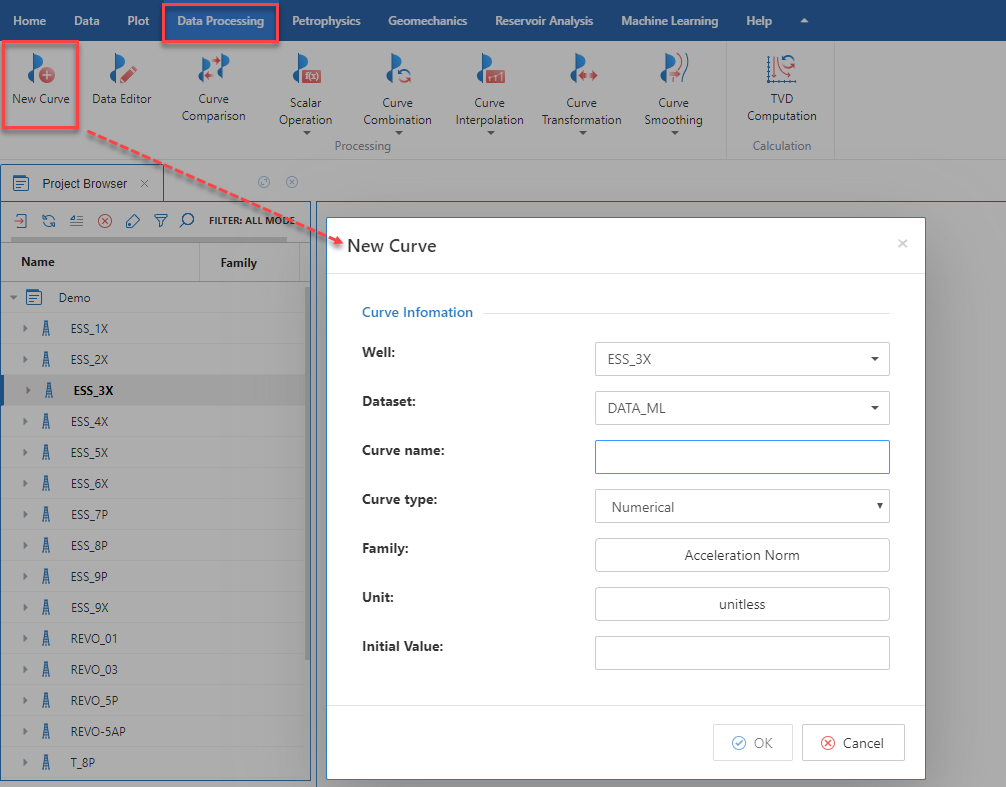 Home Data Plot Data Processing Petrophysics Geomechanics Reservoir Analysis Machine Learning Help
New Curve
Data Editor
Curve
Comparison
Scalar
Operation
f(x)
Curve
Combination
Curve
Interpolation
Curve
Transformation
Curve
Smoothing
Processing
TVD
Computation
Calculation
Project Browser
FILTER: ALL MODE
Name Family
Demo
ESS_1X
ESS_2X
ESS_3X
ESS_4X
ESS_5X
ESS_6X
ESS_7P
ESS_8P
ESS_9P
ESS_9X
REVO_01
REVO_03
REVO_5P
REVO-5AP
T_8P
New Curve
Curve Infomation
Well: ESS_3X
Dataset: DATA_ML
Curve name:
Curve type: Numerical
Family: Acceleration Norm
Unit: unitless
Initial Value:
OK Cancel